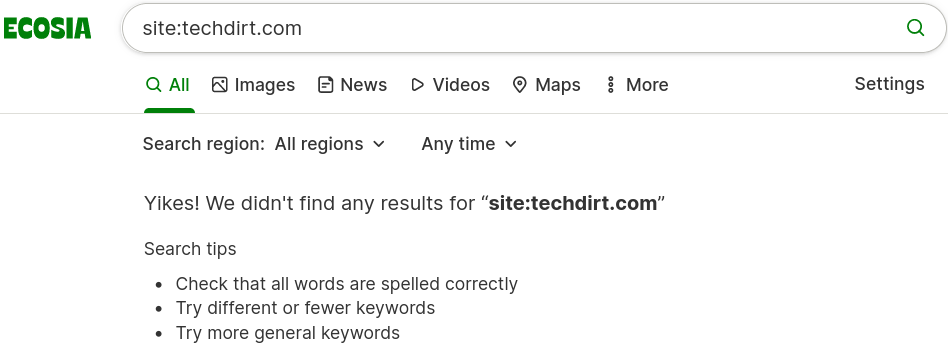 ECOSIA
site:techdirt.com
All Images News Videos Maps More Settings
Search region: All regions Any time
Yikes! We didn't find any results for “site:techdirt.com”
Search tips
• Check that all words are spelled correctly
• Try different or fewer keywords
• Try more general keywords